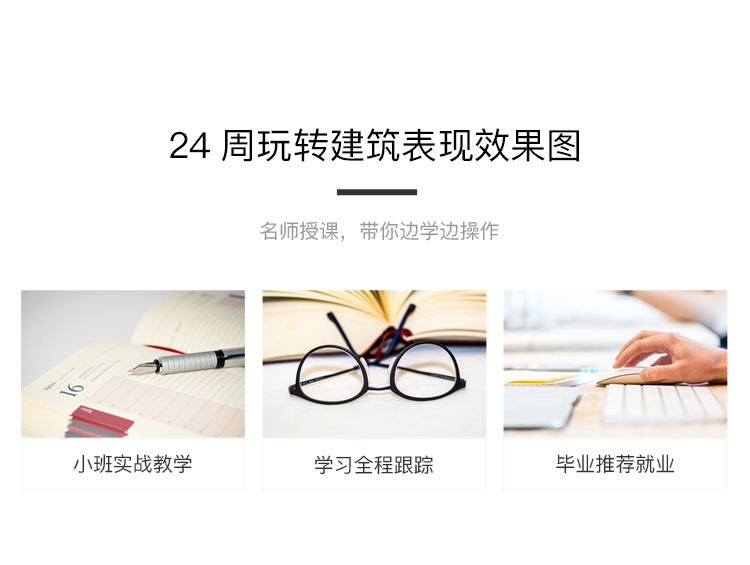 24 周玩转建筑表现效果图
名师授课，带你边学边操作
16
小班实战教学
学习全程跟踪
毕业推荐就业